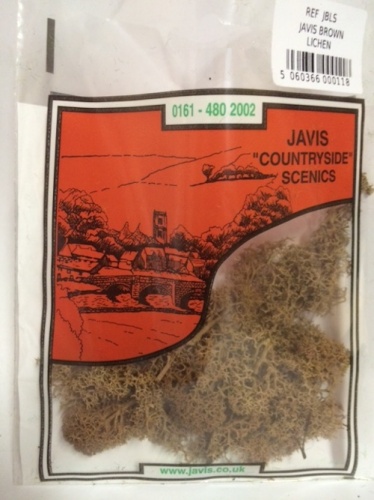 REF JBLS
JAVIS BROWN
LICHEN
5 060366 000118
0161 - 480 2002
JAVIS
"COUNTRYSIDE"
SCENICS
www.javis.co.uk